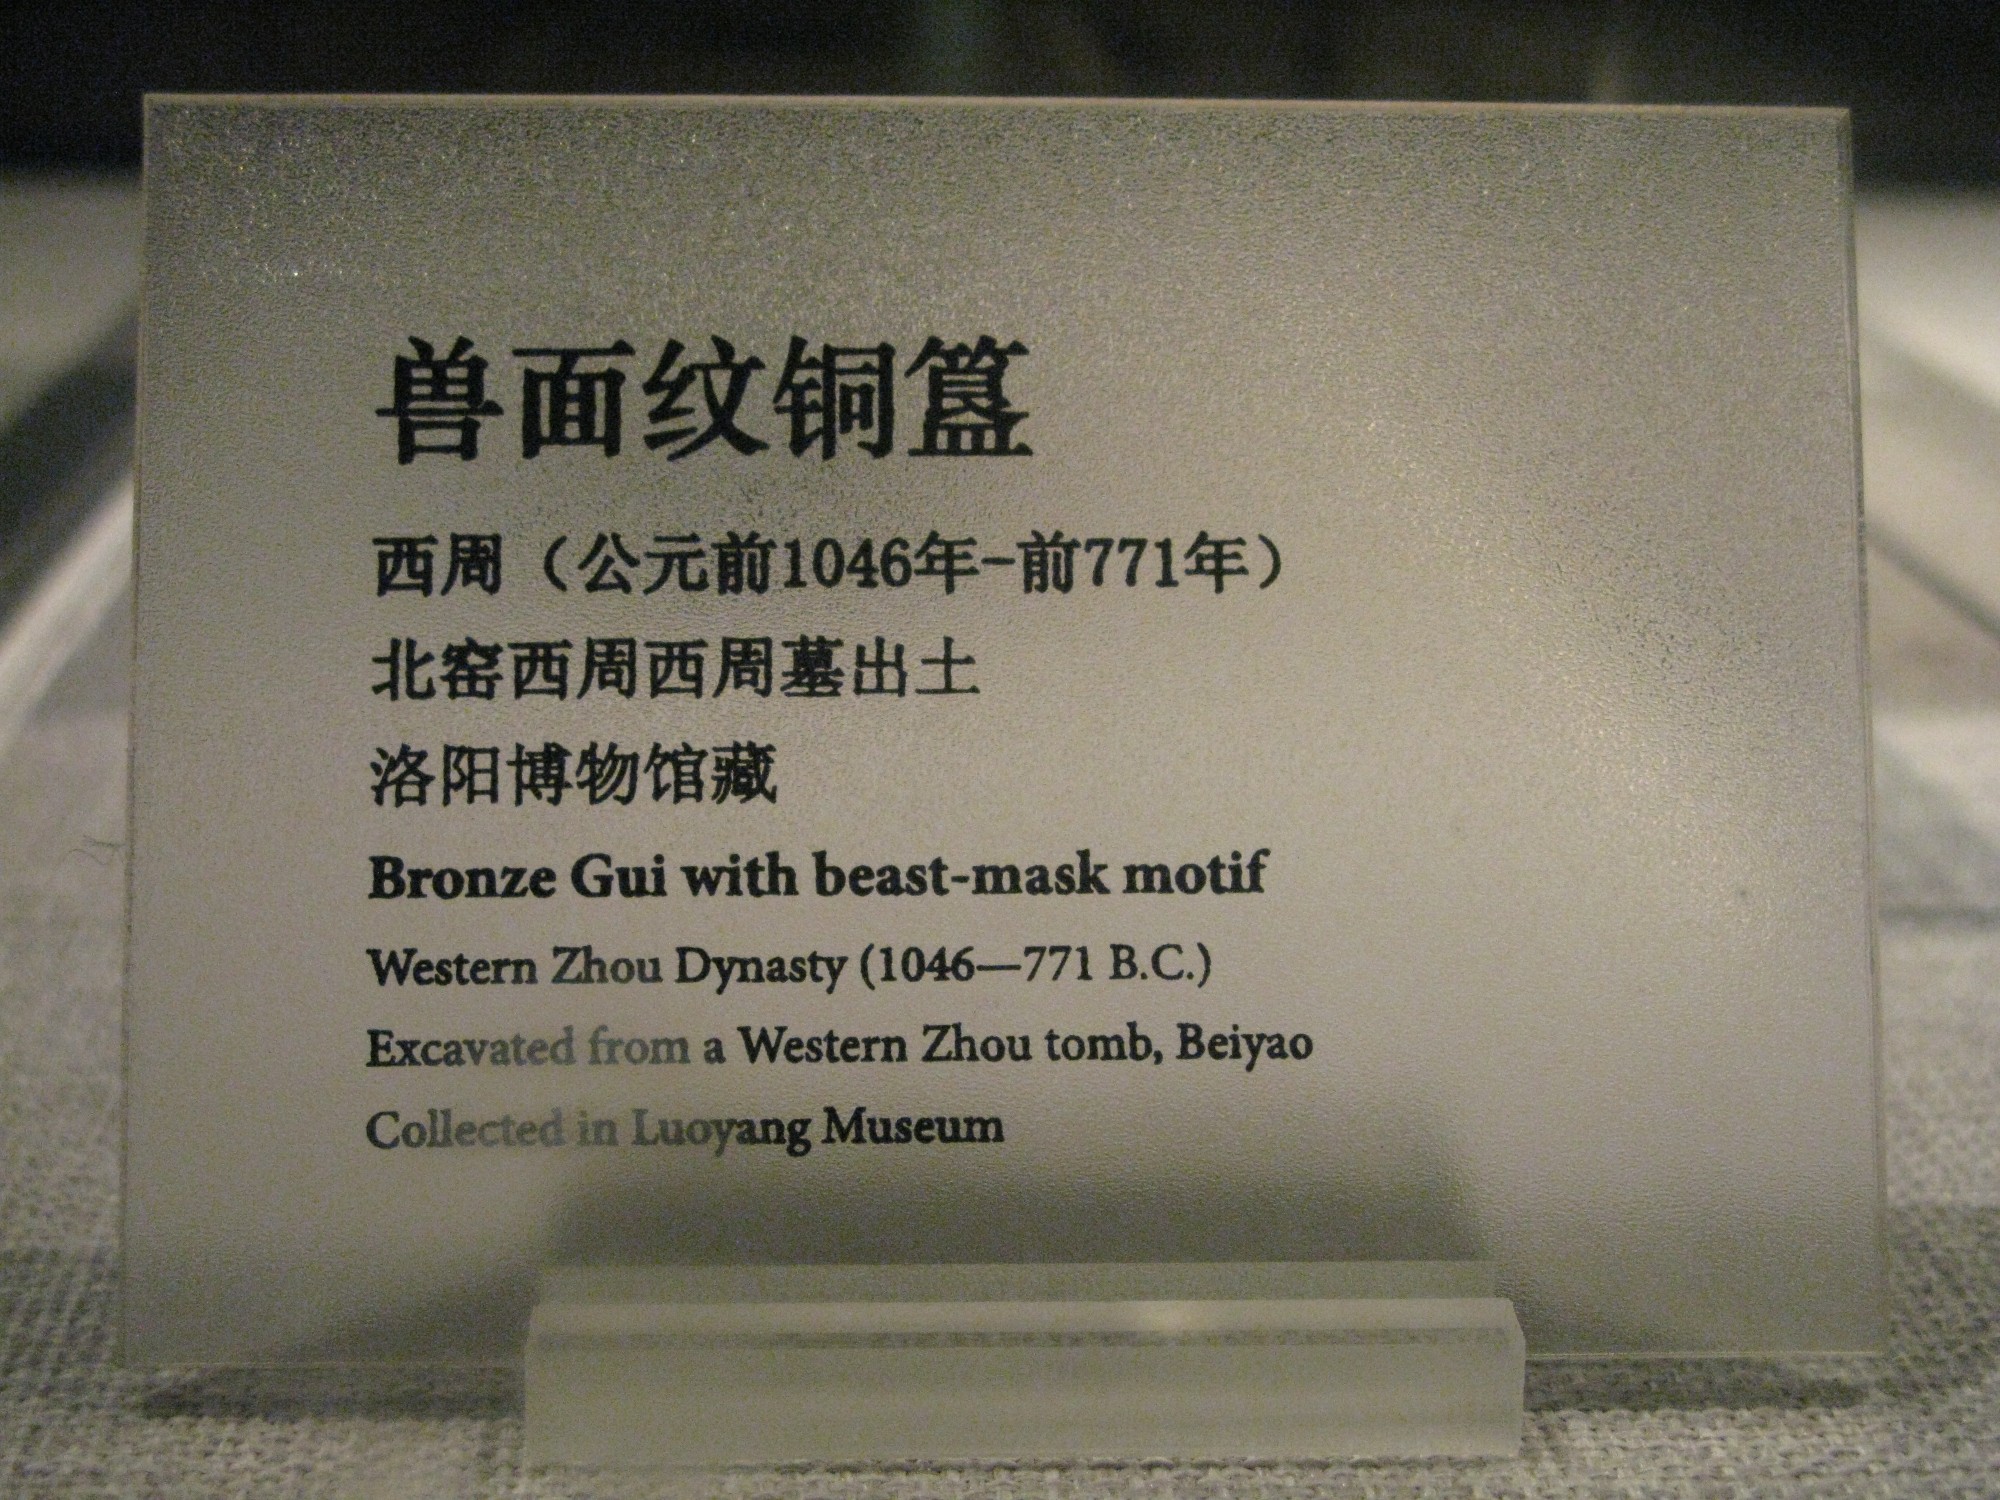 兽面纹铜簋
西周（公元前1046年-前771年）
北窑西周西周墓出土
洛阳博物馆藏
Bronze Gui with beast-mask motif
Western Zhou Dynasty (1046—771 B.C.)
Excavated from a Western Zhou tomb, Beiyao
Collected in Luoyang Museum